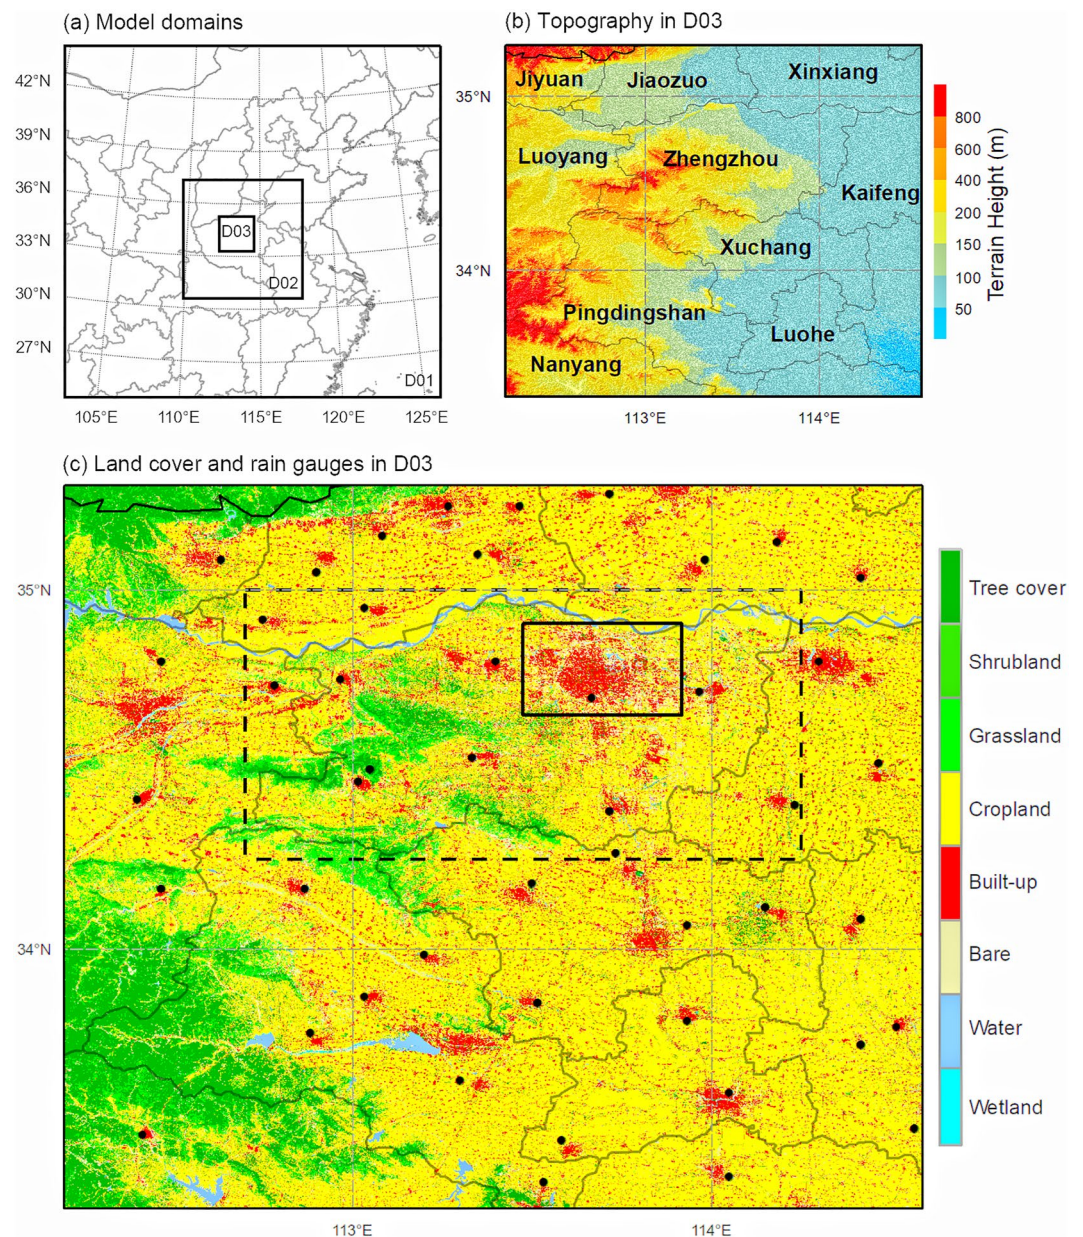 (a) Model domains
42°N
39°N
36°N
33°N
30°N
27°N
D03
D02
D01
105°E 110°E 115°E 120°E 125°E
(b) Topography in D03
35°N
34°N
Jiyuan Jiaozuo Xinxiang
Luoyang Zhengzhou
Kaifeng
Xuchang
Pingdingshan
Luohe
Nanyang
113°E 114°E
800
600
400
200
150
100
50
Terrain Height (m)
(c) Land cover and rain gauges in D03
35°N
34°N
113°E 114°E
Tree cover
Shrubland
Grassland
Cropland
Built-up
Bare
Water
Wetland